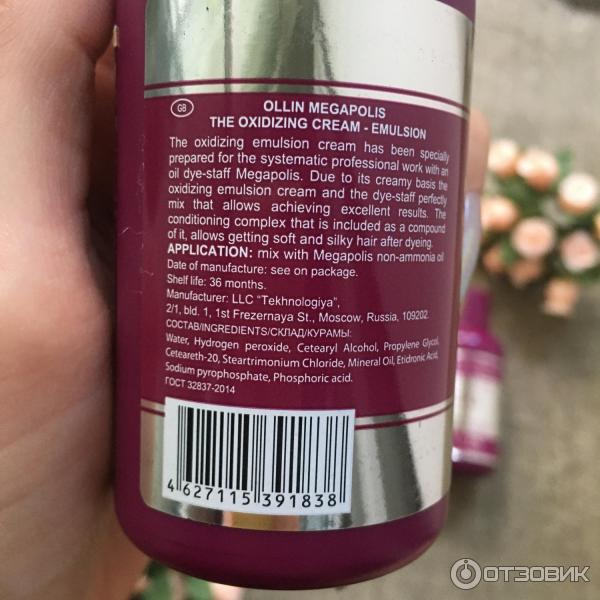 GB
OLLIN MEGAPOLIS
THE OXIDIZING CREAM - EMULSION
The oxidizing emulsion cream has been specially
prepared for the systematic professional work with an
oil dye-staff Megapolis. Due to its creamy basis the
oxidizing emulsion cream and the dye-staff perfectly
mix that allows achieving excellent results. The
conditioning complex that is included as a compound
of it, allows getting soft and silky hair after dyeing.
APPLICATION: mix with Megapolis non-ammonia oil
Date of manufacture: see on package.
Shelf life: 36 months.
Manufacturer: LLC "Tekhnologiya",
2/1, bld. 1, 1st Frezernaya St., Moscow, Russia, 109202.
СОСТАВ/INGREDIENTS/СКЛАД/КУРАМЫ:
Water, Hydrogen peroxide, Cetearyl Alcohol, Propylene Glycol,
Ceteareth-20, Steartrimonium Chloride, Mineral Oil, Etidronic Acid,
Sodium pyrophosphate, Phosphoric acid.
ГОСТ 32837-2014
4 627115 391838
ОТЗОВИК